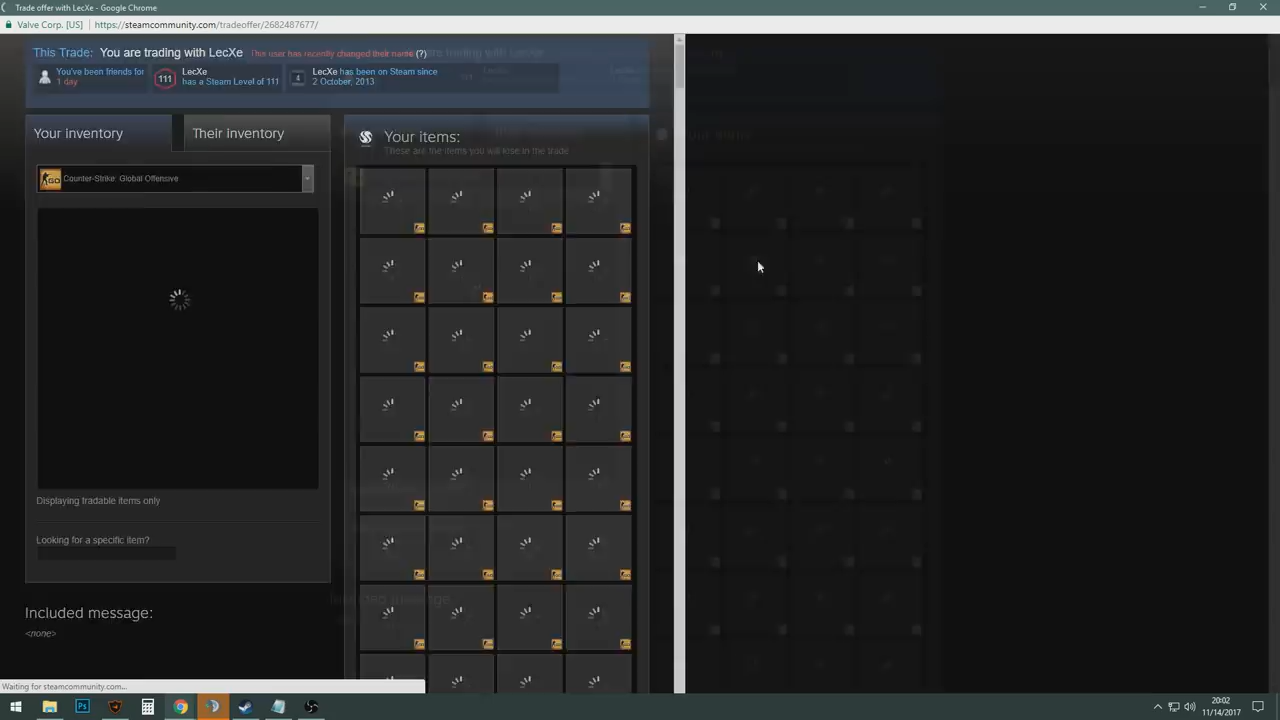 Trade offer with LecXe - Google Chrome
Valve Corp. [US] https://steamcommunity.com/tradeoffer/2682487677/
This Trade: You are trading with LecXe This user has recently changed their name (?)
You've been friends for
1 day
111
LecXe
has a Steam Level of 111
4
LecXe has been on Steam since
2 October, 2013
Your inventory
Their inventory
Counter-Strike: Global Offensive
Displaying tradable items only
Looking for a specific item?
Included message:
<none>
Your items:
These are the items you will lose in the trade
Waiting for steamcommunity.com...
20:02
11/14/2017